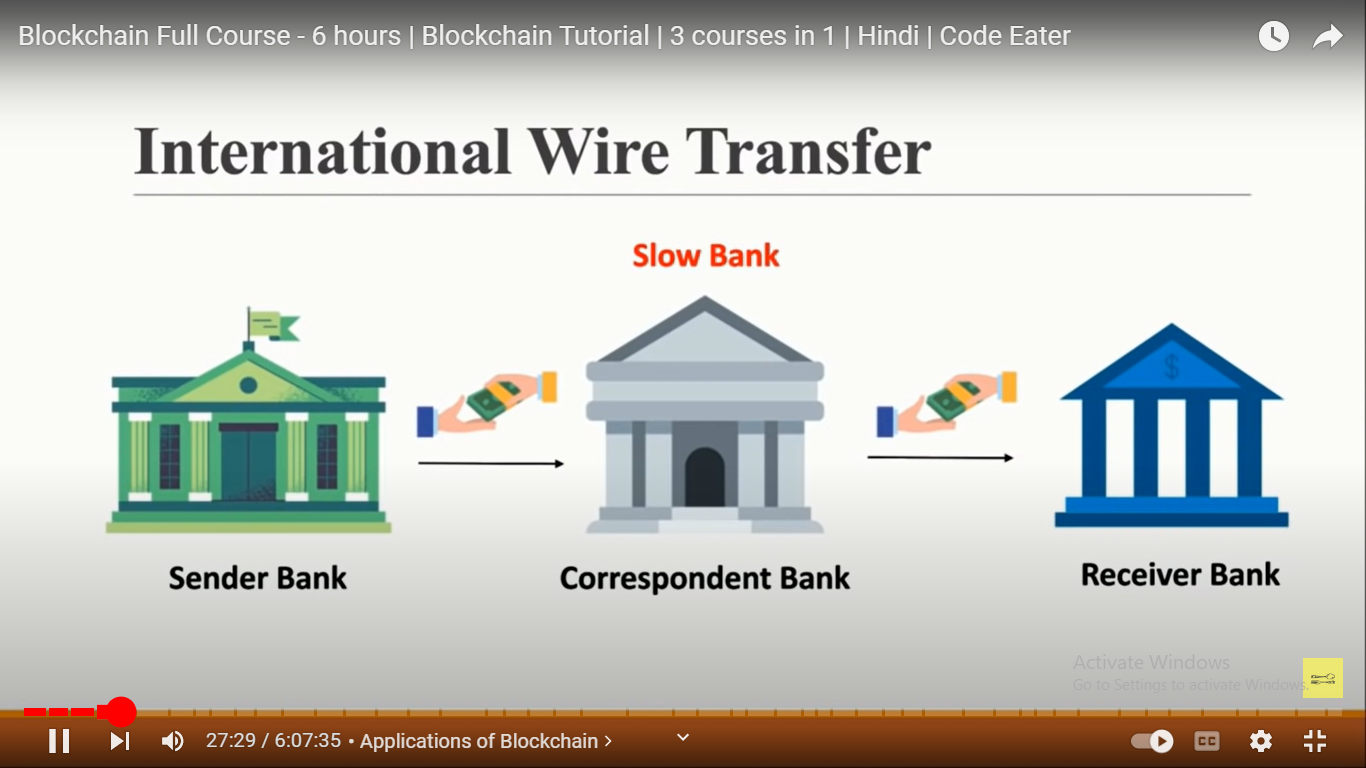 Blockchain Full Course - 6 hours | Blockchain Tutorial | 3 courses in 1 | Hindi | Code Eater
International Wire Transfer
Slow Bank
$
Sender Bank
Correspondent Bank
Receiver Bank
Activate Windows
Go to Settings to activate Windows.
27:29 / 6:07:35 • Applications of Blockchain >
CC